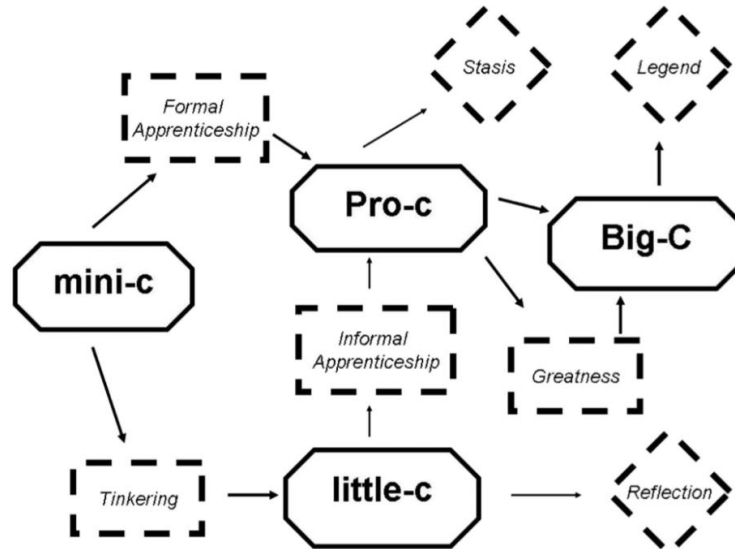 Stasis
Legend
Formal
Apprenticeship
Pro-c
Big-C
mini-c
Informal
Apprenticeship
Greatness
Tinkering
little-c
Reflection